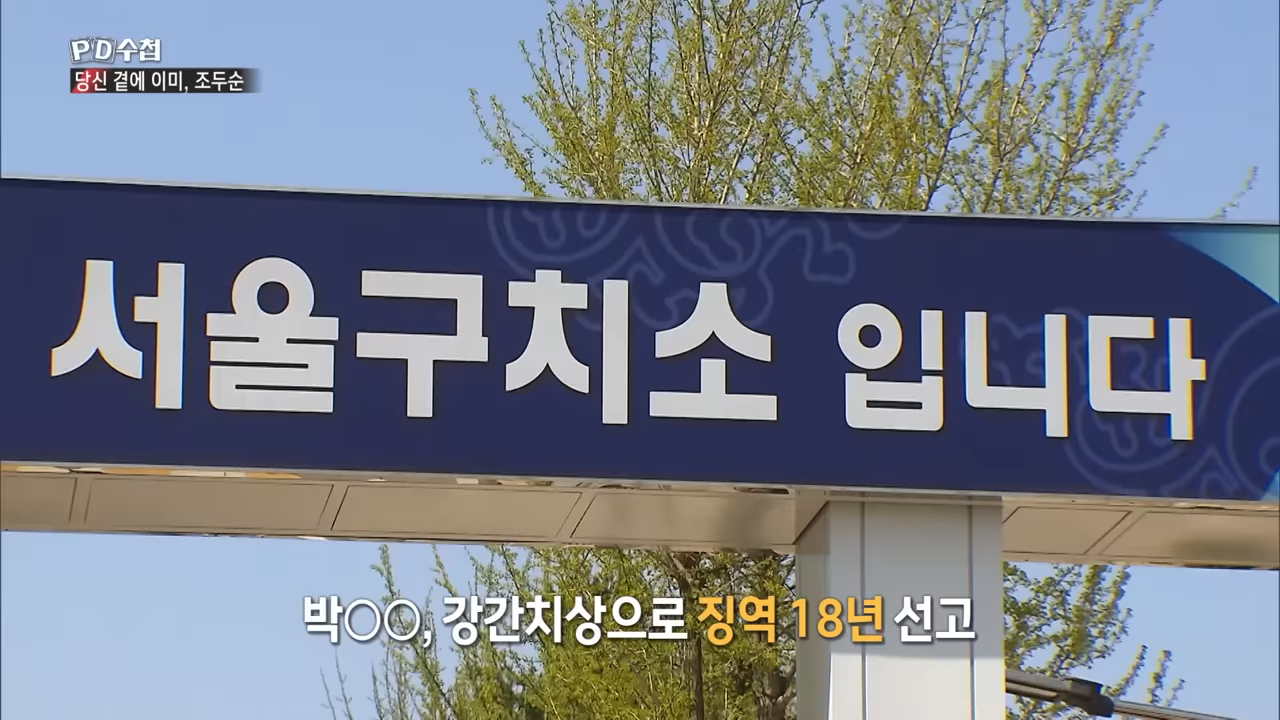 PD수첩
당신 곁에 이미, 조두순
서울구치소 입니다
박○○, 강간치상으로 징역 18년 선고